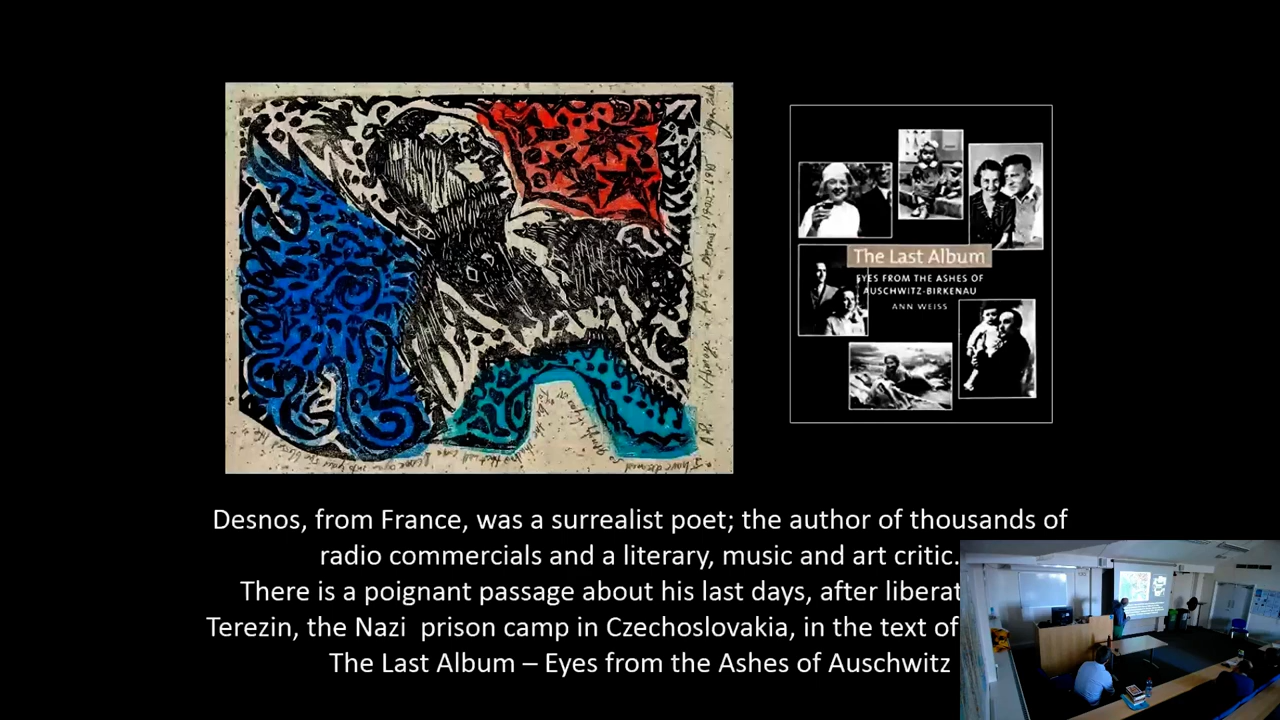 The Last Album
EYES FROM THE ASHES OF
AUSCHWITZ-BIRKENAU
ANN WEISS
Desnos, from France, was a surrealist poet; the author of thousands of
radio commercials and a literary, music and art critic.
There is a poignant passage about his last days, after liberat
Terezin, the Nazi prison camp in Czechoslovakia, in the text of
The Last Album – Eyes from the Ashes of Auschwitz